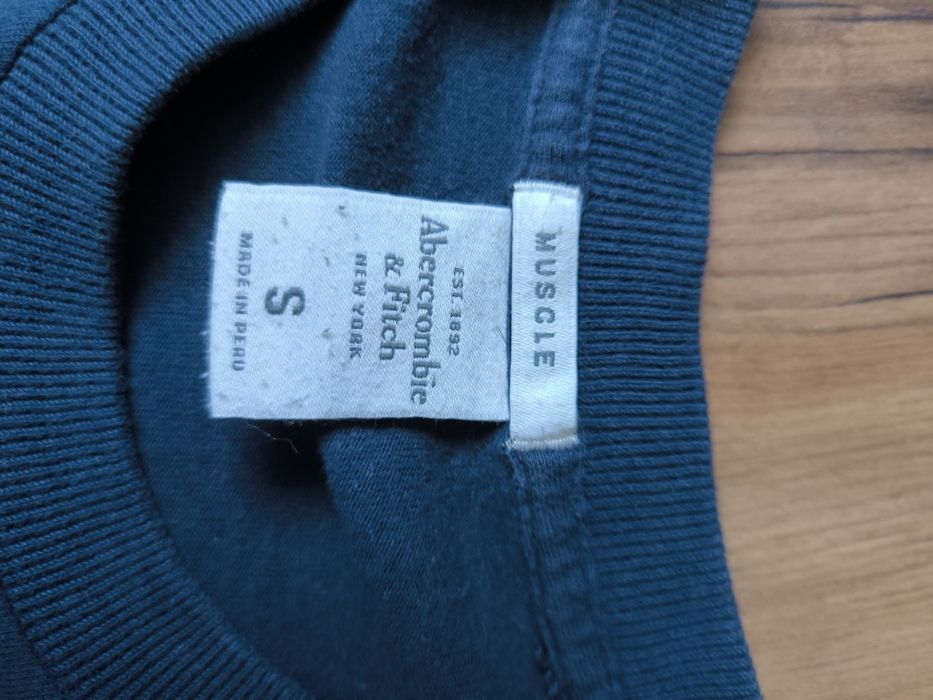 MUSCLE
EST. 1892
Abercrombie
& Fitch
NEW YORK
S
MADE IN PERU